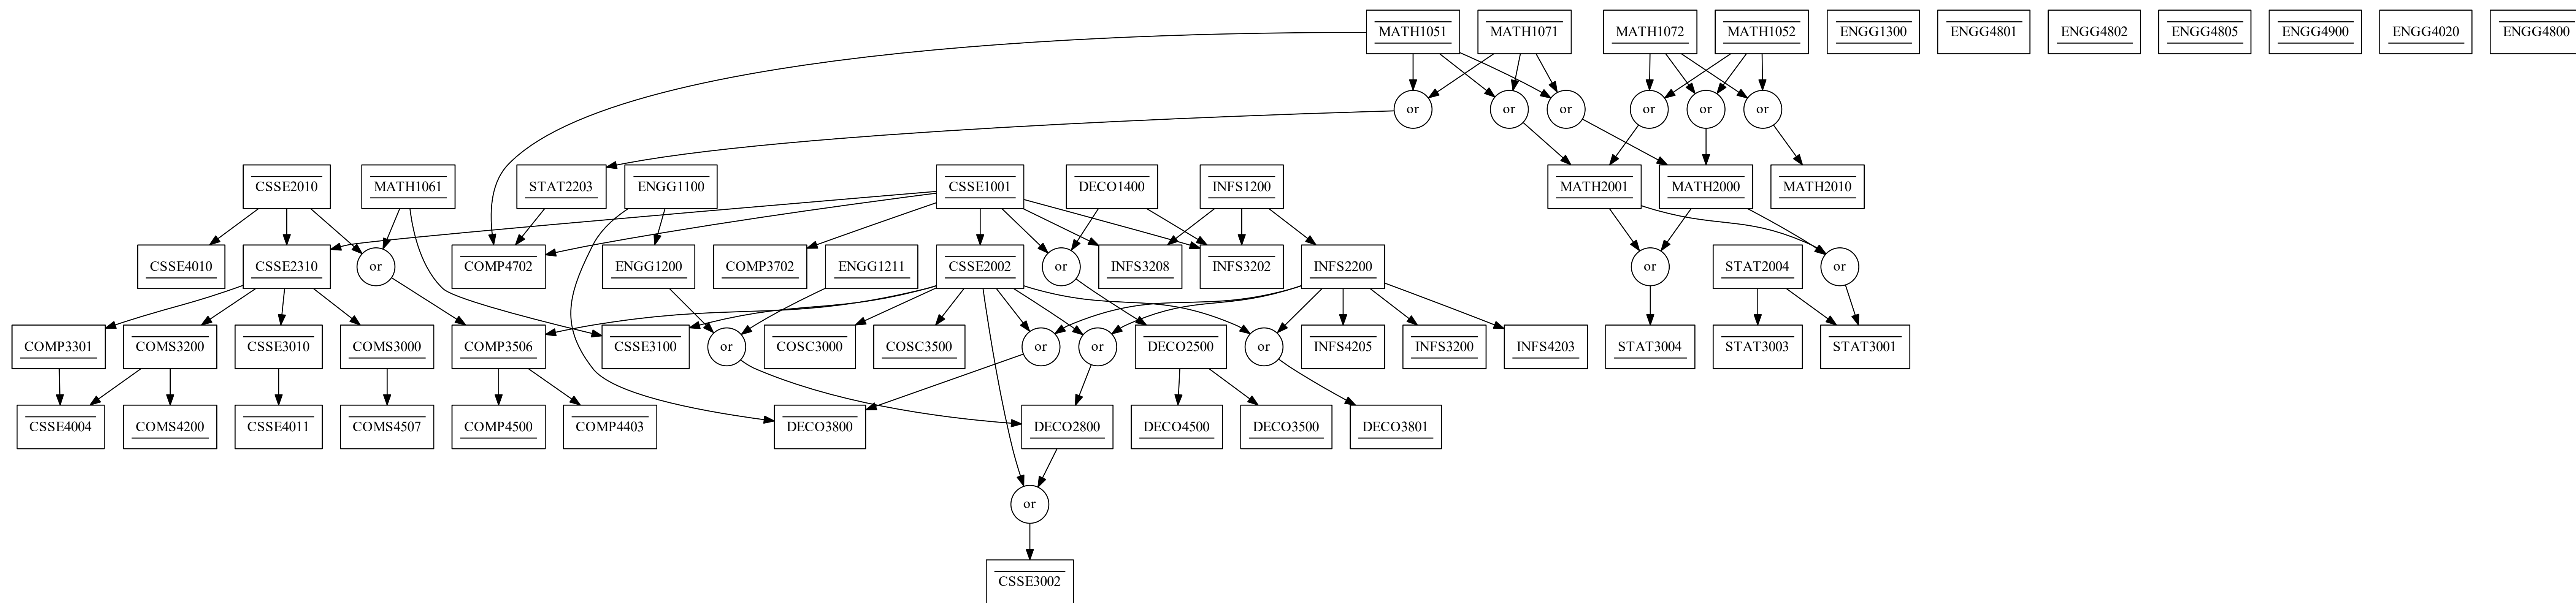 MATH1051
MATH1071
MATH1072
MATH1052
ENGG1300
ENGG4801
ENGG4802
ENGG4805
ENGG4900
ENGG4020
ENGG4800
or
or
or
or
or
or
CSSE2010
MATH1061
STAT2203
ENGG1100
CSSE1001
DECO1400
INFS1200
MATH2001
MATH2000
MATH2010
CSSE4010
CSSE2310
or
COMP4702
ENGG1200
COMP3702
ENGG1211
CSSE2002
or
INFS3208
INFS3202
INFS2200
or
STAT2004
or
COMP3301
COMS3200
CSSE3010
COMS3000
COMP3506
CSSE3100
or
COSC3000
COSC3500
or
or
DECO2500
or
INFS4205
INFS3200
INFS4203
STAT3004
STAT3003
STAT3001
CSSE4004
COMS4200
CSSE4011
COMS4507
COMP4500
COMP4403
DECO3800
DECO2800
DECO4500
DECO3500
DECO3801
or
CSSE3002